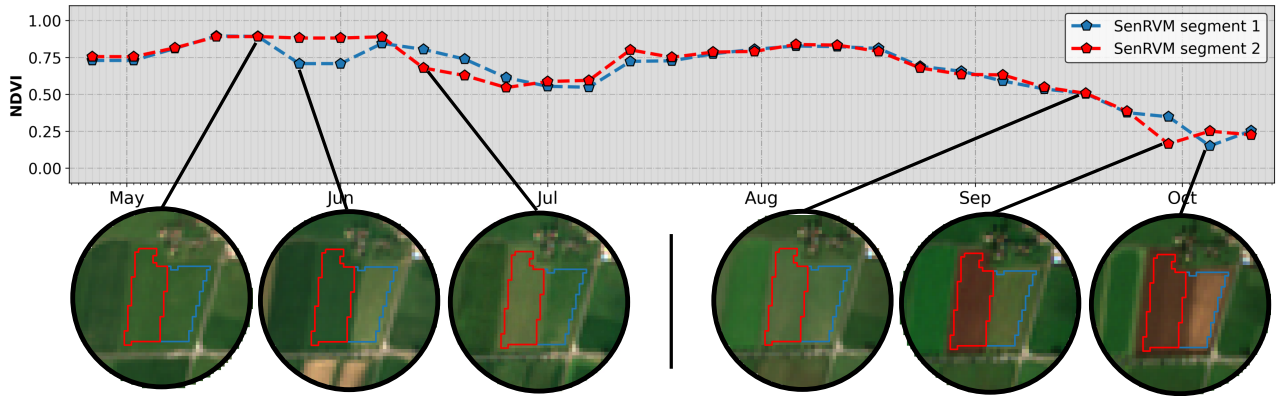 1.00
0.75
0.50
0.25
0.00
NDVI
SenRVM segment 1
SenRVM segment 2
May Jun Jul Aug Sep Oct